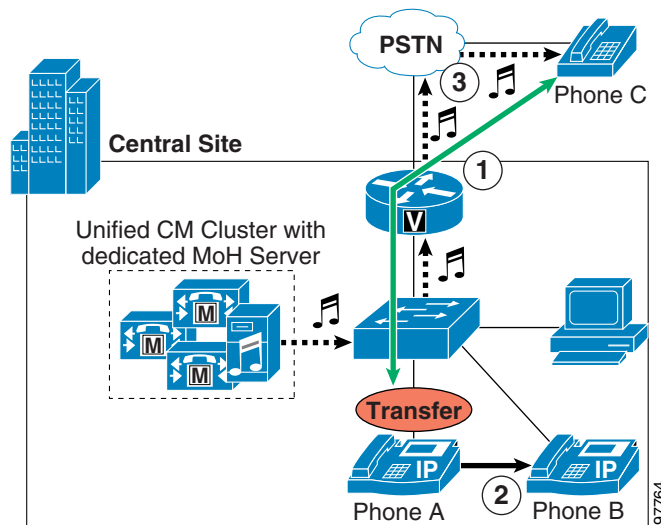 PSTN
3
Phone C
Central Site
1
V
Unified CM Cluster with
dedicated MoH Server
M
M
M
Transfer
IP
IP
2
Phone A
Phone B